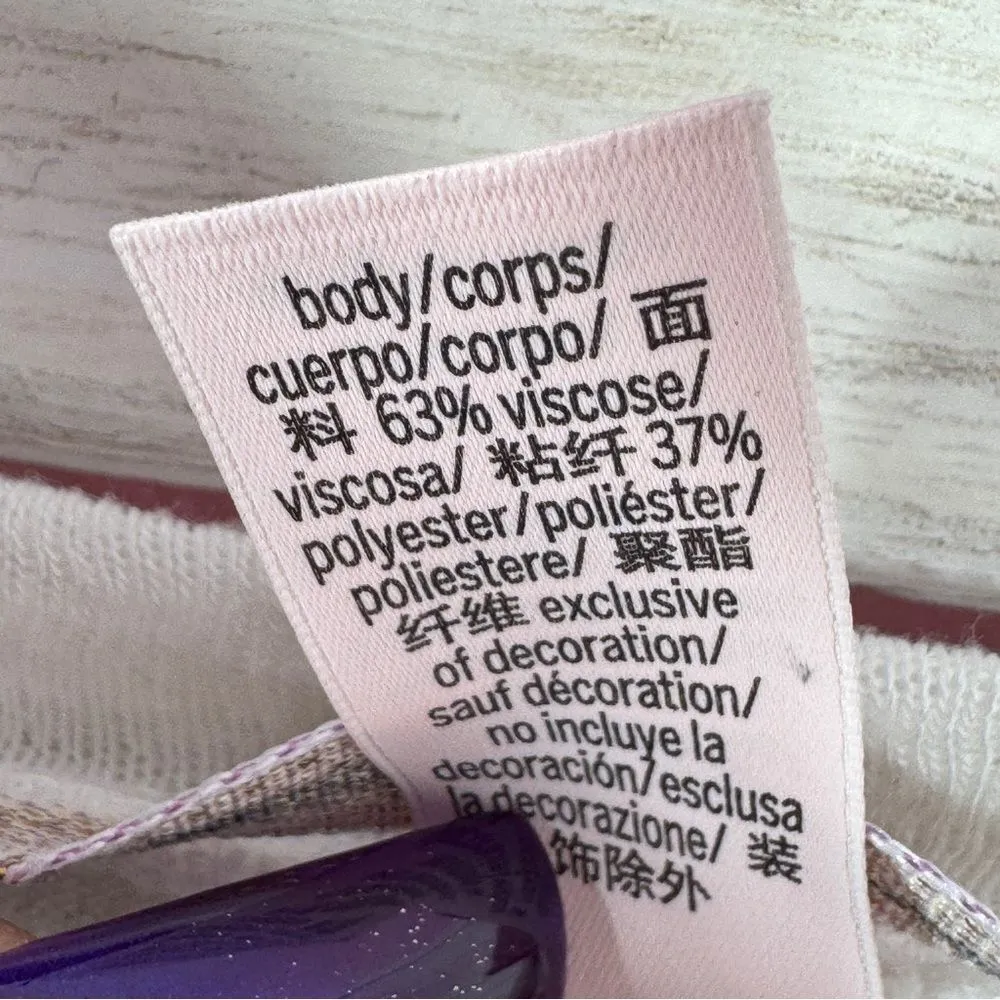 body/corps/
cuerpo/corpo/ 面
料 63% viscose/
viscosa/ 粘纤 37%
polyester/poliéster/
poliestere/ 聚酯
纤维 exclusive
of decoration/
sauf décoration/
no incluye la
decoración/esclusa
la decorazione/ 装
饰除外